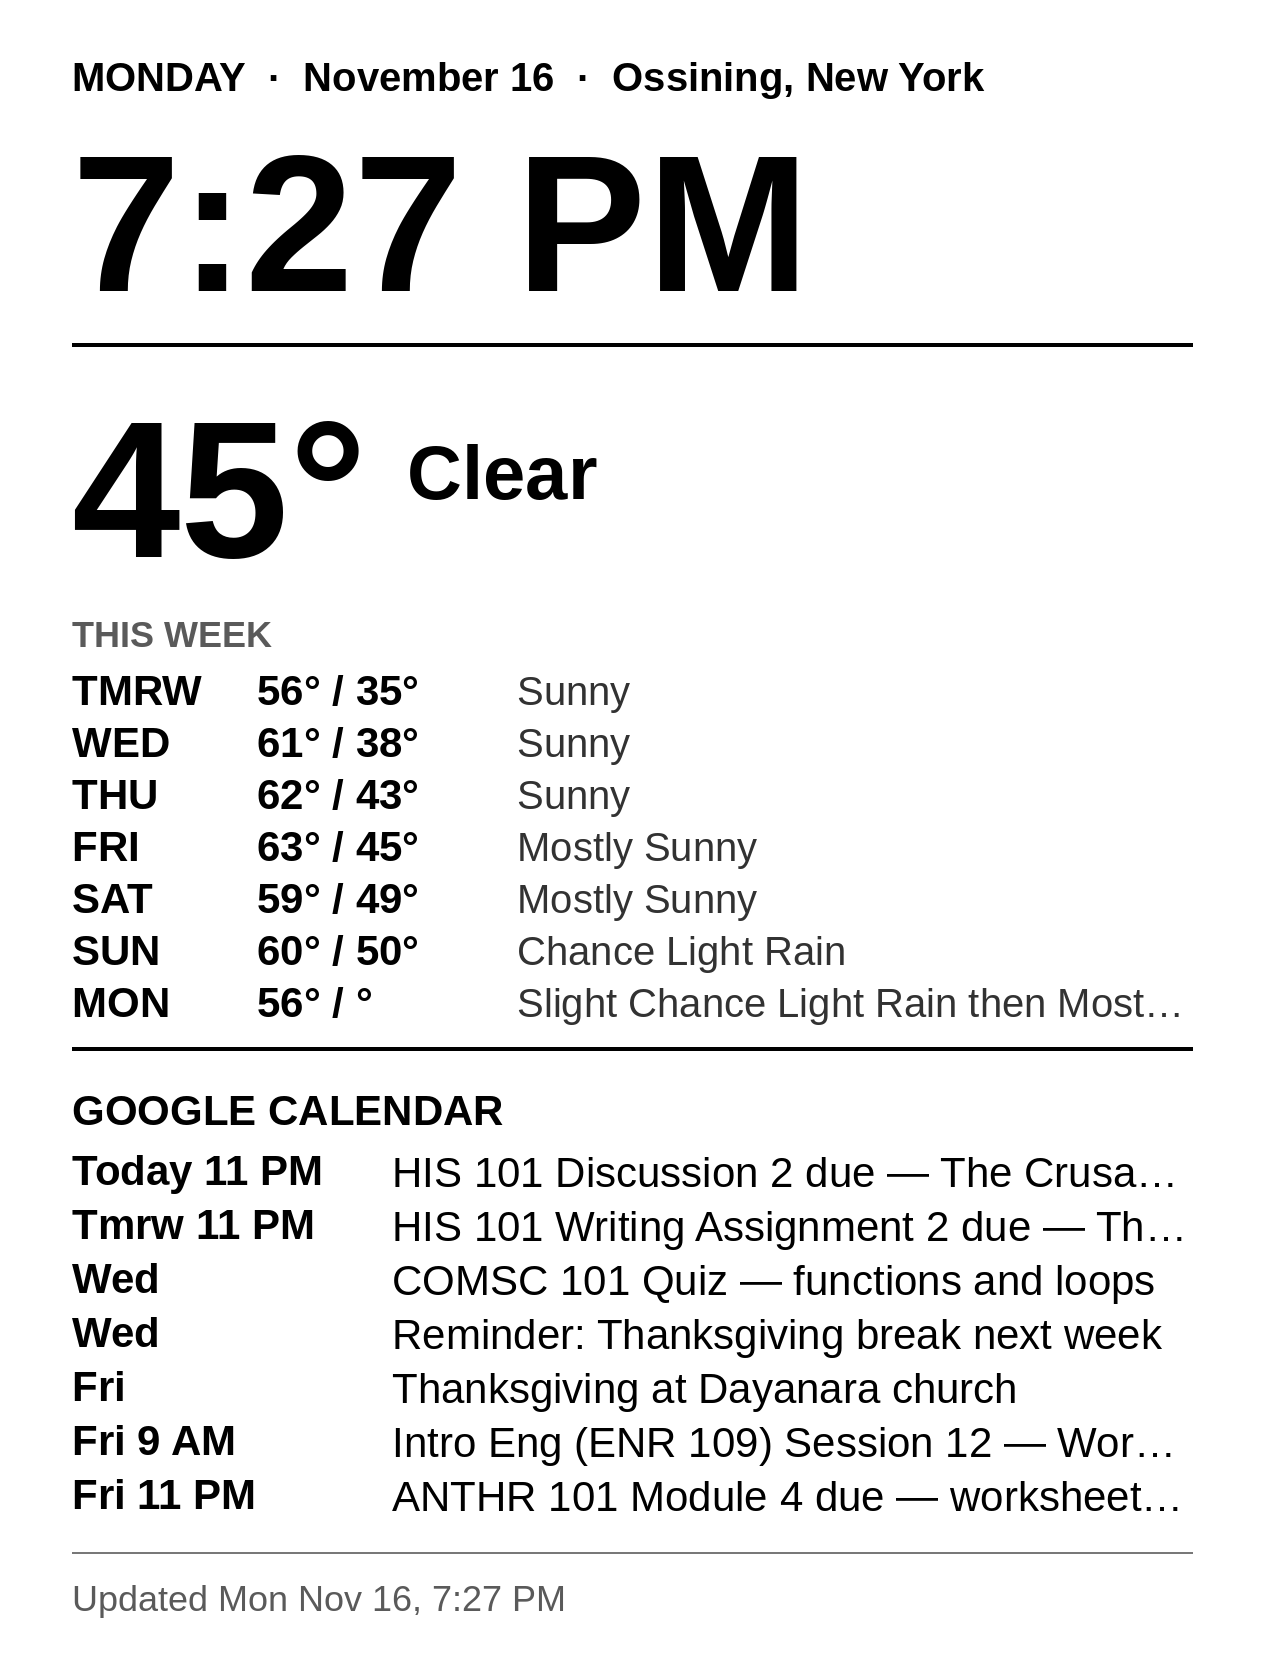 MONDAY · November 16 · Ossining, New York
7:27 PM
45° Clear
THIS WEEK
TMRW 56° / 35° Sunny
WED 61° / 38° Sunny
THU 62° / 43° Sunny
FRI 63° / 45° Mostly Sunny
SAT 59° / 49° Mostly Sunny
SUN 60° / 50° Chance Light Rain
MON 56° / ° Slight Chance Light Rain then Most…
GOOGLE CALENDAR
Today 11 PM HIS 101 Discussion 2 due — The Crusa…
Tmrw 11 PM HIS 101 Writing Assignment 2 due — Th…
Wed COMSC 101 Quiz — functions and loops
Wed Reminder: Thanksgiving break next week
Fri Thanksgiving at Dayanara church
Fri 9 AM Intro Eng (ENR 109) Session 12 — Wor…
Fri 11 PM ANTHR 101 Module 4 due — worksheet…
Updated Mon Nov 16, 7:27 PM